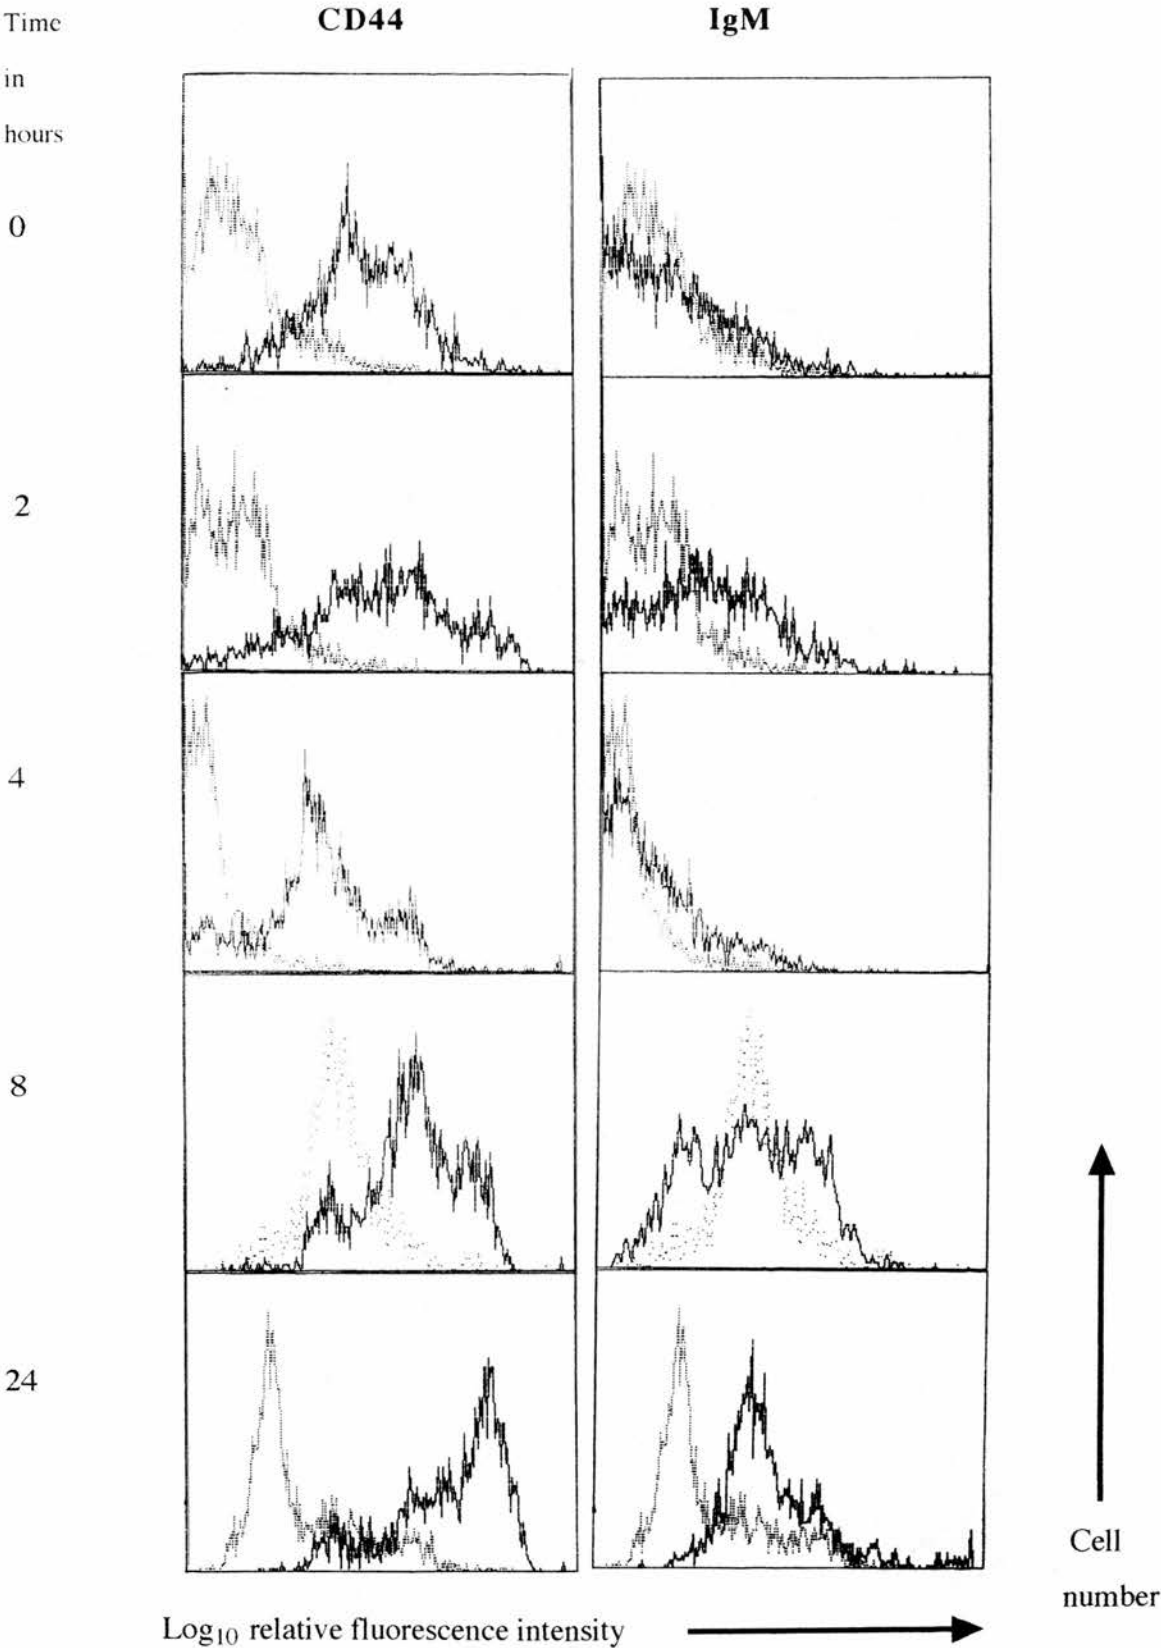 Time
in
hours
CD44
IgM
0
2
4
8
24
Cell
number
Log₁₀ relative fluorescence intensity